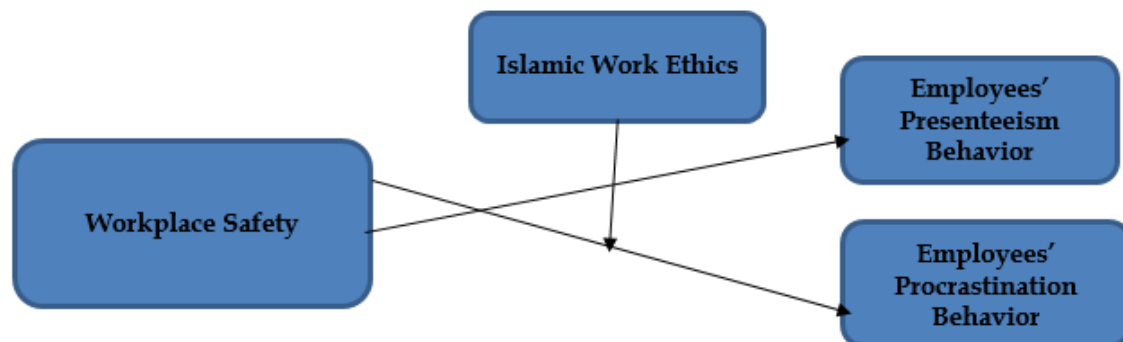 Islamic Work Ethics
Employees’
Presenteeism
Behavior
Workplace Safety
Employees’
Procrastination
Behavior